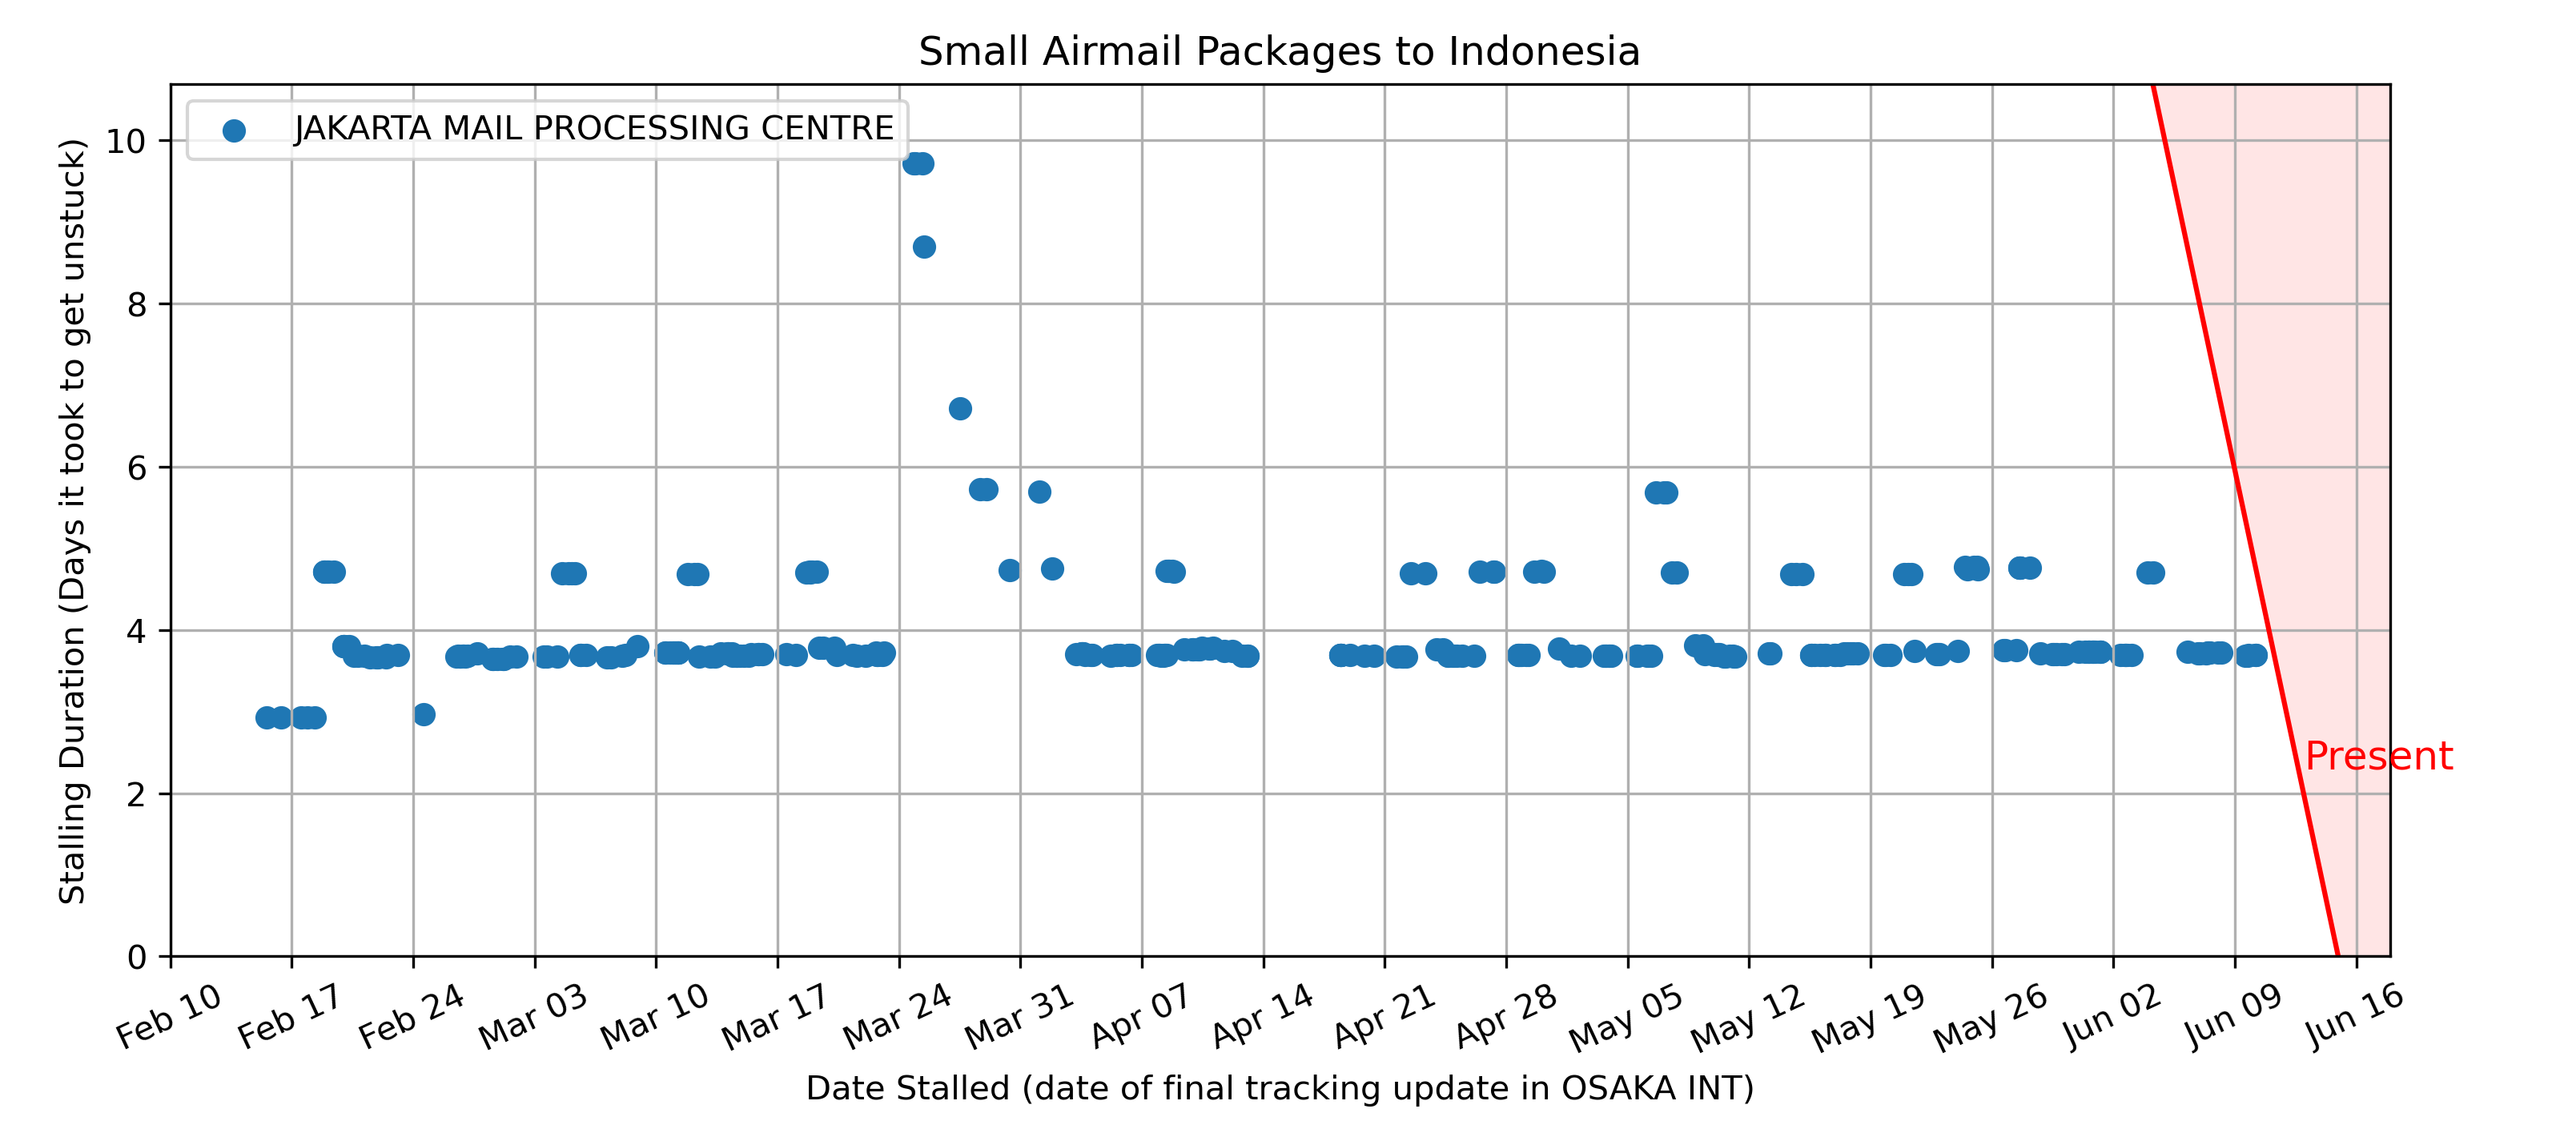 Small Airmail Packages to Indonesia
JAKARTA MAIL PROCESSING CENTRE
Stalling Duration (Days it took to get unstuck)
10
8
6
4
2
0
Present
Feb 10
Feb 17
Feb 24
Mar 03
Mar 10
Mar 17
Mar 24
Mar 31
Apr 07
Apr 14
Apr 21
Apr 28
May 05
May 12
May 19
May 26
Jun 02
Jun 09
Jun 16
Date Stalled (date of final tracking update in OSAKA INT)